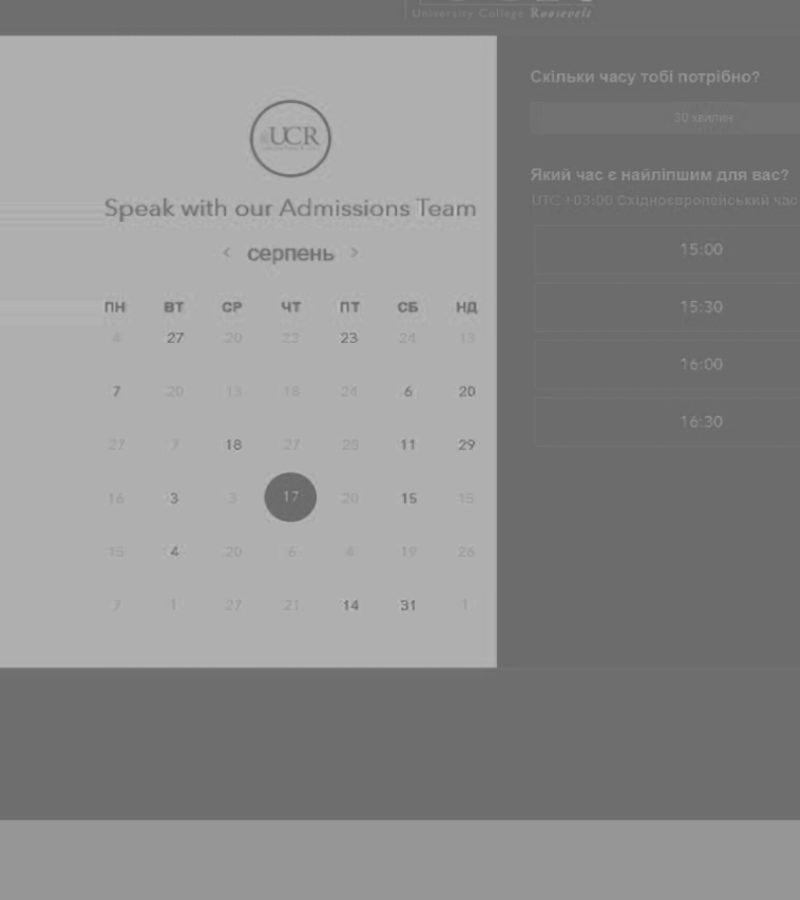 University College Roosevelt
UCR
Speak with our Admissions Team
< серпень >
ПН ВТ СР ЧТ ПТ СБ НД
4 27 20 22 23 24 13
7 20 13 18 24 6 20
27 7 18 27 25 11 29
16 3 3 17 20 15 15
15 4 20 6 4 19 26
7 1 27 21 14 31 1
Скільки часу тобі потрібно?
30 хвилин
Який час є найліпшим для вас?
UTC +03:00 Східноєвропейський час
15:00
15:30
16:00
16:30